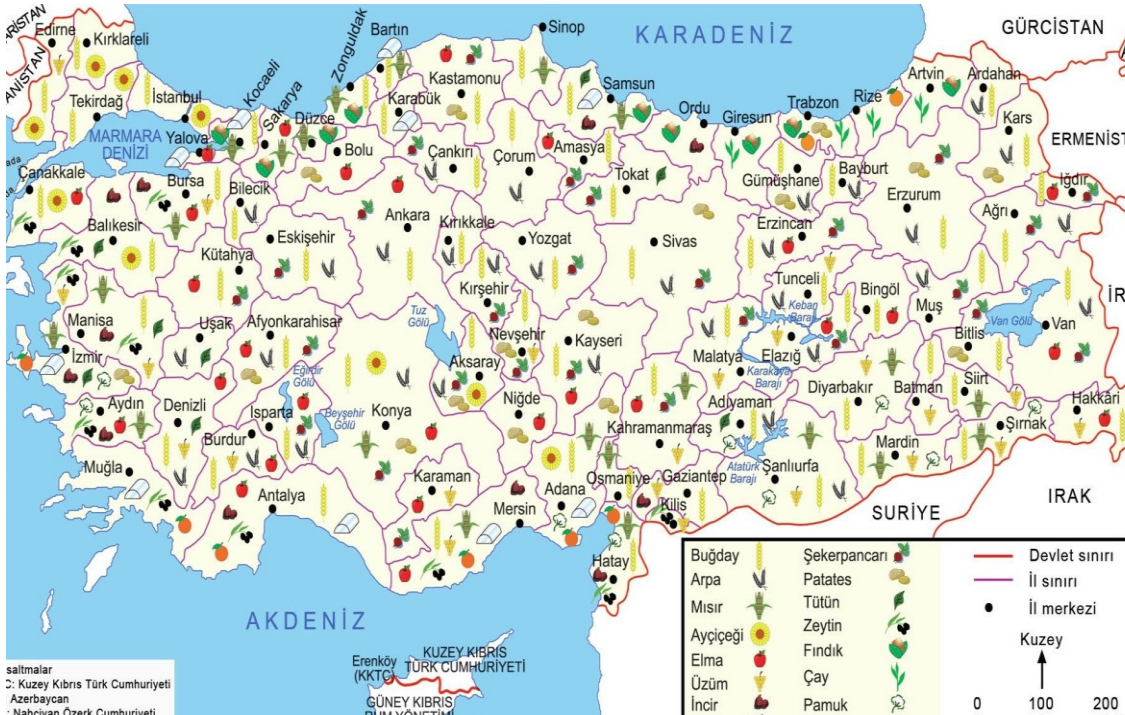 KARADENİZ
GÜRCİSTAN
ERMENİST
IRAK
SURİYE
AKDENİZ
MARMARA
DENİZİ
Edirne
Kırklareli
Tekirdağ
İstanbul
Kocaeli
Sakarya
Zonguldak
Bartın
Sinop
Kastamonu
Karabük
Düzce
Bolu
Yalova
Çanakkale
Bursa
Bilecik
Çankırı
Çorum
Samsun
Amasya
Tokat
Ordu
Giresun
Trabzon
Rize
Artvin
Ardahan
Kars
Gümüşhane
Bayburt
Erzurum
Iğdır
Ağrı
Balıkesir
Kütahya
Eskişehir
Ankara
Kırıkkale
Yozgat
Sivas
Erzincan
Tunceli
Bingöl
Muş
Bitlis
Van
Van Gölü
Manisa
İzmir
Uşak
Afyonkarahisar
Eğirdir
Gölü
Tuz
Gölü
Kırşehir
Nevşehir
Kayseri
Aksaray
Malatya
Keban
Barajı
Elazığ
Karakaya
Barajı
Diyarbakır
Batman
Siirt
Şırnak
Hakkâri
Aydın
Denizli
Isparta
Burdur
Beyşehir
Gölü
Konya
Niğde
Kahramanmaraş
Adıyaman
Atatürk
Barajı
Şanlıurfa
Mardin
Muğla
Antalya
Karaman
Mersin
Adana
Osmaniye
Gaziantep
Kilis
Hatay
Erenköy
(KKTC)
KUZEY KIBRIS
TÜRK CUMHURİYETİ
GÜNEY KIBRIS
RUM YÖNETİMİ
saltmalar
C: Kuzey Kıbrıs Türk Cumhuriyeti
Azerbaycan
: Nahçivan Özerk Cumhuriyeti
Buğday
Arpa
Mısır
Ayçiçeği
Elma
Üzüm
İncir
Şekerpancarı
Patates
Tütün
Zeytin
Fındık
Çay
Pamuk
Devlet sınırı
İl sınırı
İl merkezi
Kuzey
0 100 200